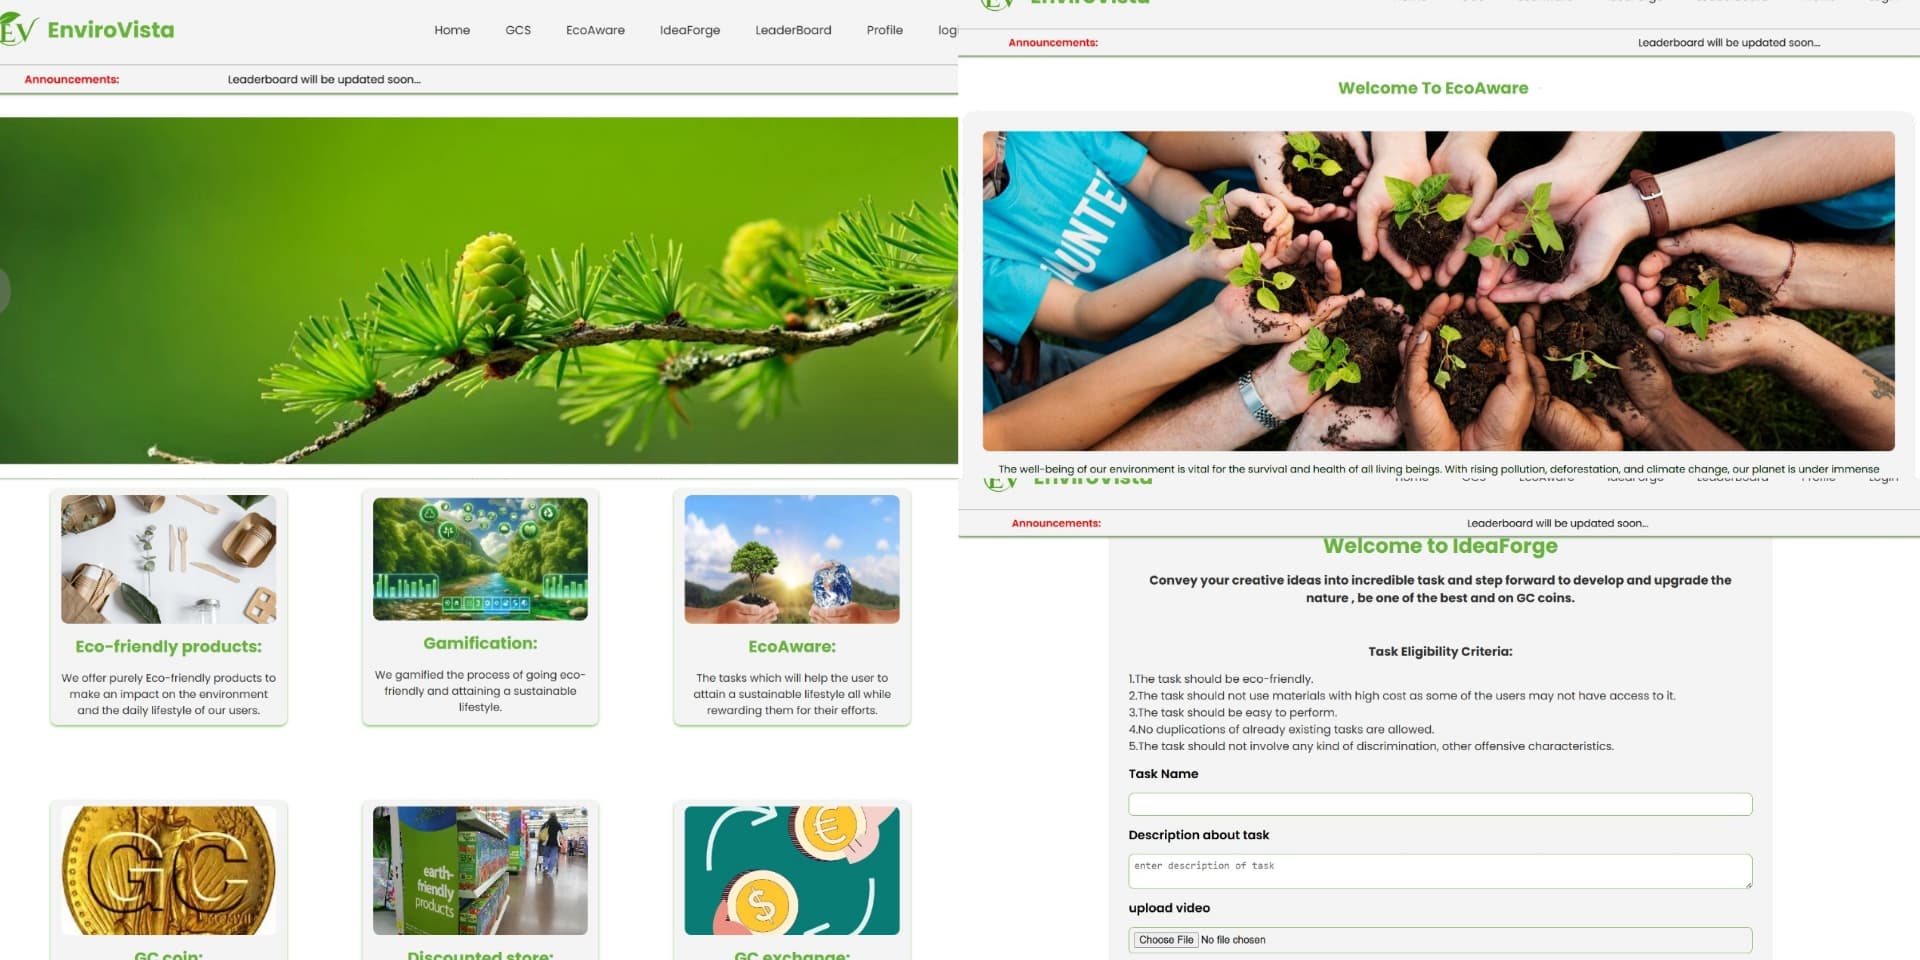 EV EnviroVista
Home GCS EcoAware IdeaForge LeaderBoard Profile
Announcements: Leaderboard will be updated soon...
Eco-friendly products:
We offer purely Eco-friendly products to
make an impact on the environment
and the daily lifestyle of our users.
Gamification:
We gamified the process of going eco-
friendly and attaining a sustainable
lifestyle.
EcoAware:
The tasks which will help the user to
attain a sustainable lifestyle all while
rewarding them for their efforts.
GC
GC coin:
earth-
friendly
products
Discounted store:
GC exchange:
Announcements: Leaderboard will be updated soon...
Welcome To EcoAware
The well-being of our environment is vital for the survival and health of all living beings. With rising pollution, deforestation, and climate change, our planet is under immense
EV EnviroVista
Home GCS EcoAware IdeaForge LeaderBoard Profile Login
Announcements: Leaderboard will be updated soon...
Welcome to IdeaForge
Convey your creative ideas into incredible task and step forward to develop and upgrade the
nature , be one of the best and on GC coins.
Task Eligibility Criteria:
1.The task should be eco-friendly.
2.The task should not use materials with high cost as some of the users may not have access to it.
3.The task should be easy to perform.
4.No duplications of already existing tasks are allowed.
5.The task should not involve any kind of discrimination, other offensive characteristics.
Task Name
Description about task
enter description of task
upload video
Choose File No file chosen